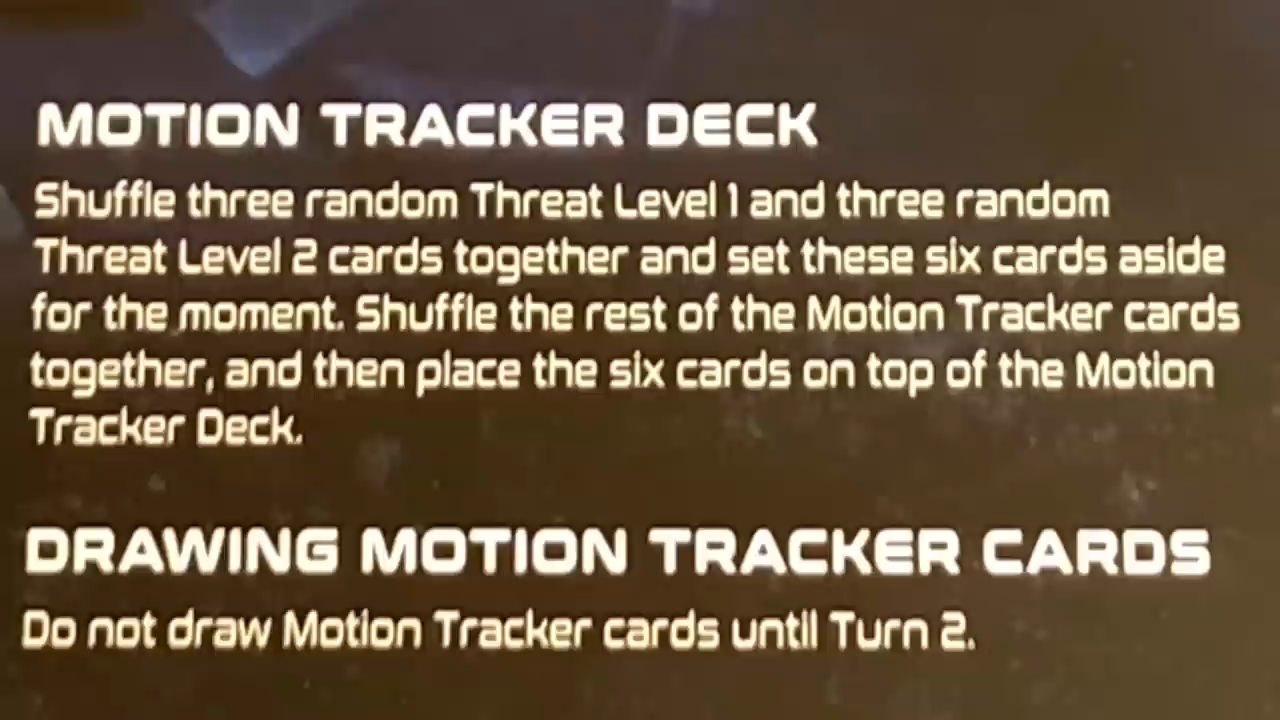 MOTION TRACKER DECK
Shuffle three random Threat Level 1 and three random
Threat Level 2 cards together and set these six cards aside
for the moment. Shuffle the rest of the Motion Tracker cards
together, and then place the six cards on top of the Motion
Tracker Deck.
DRAWING MOTION TRACKER CARDS
Do not draw Motion Tracker cards until Turn 2.